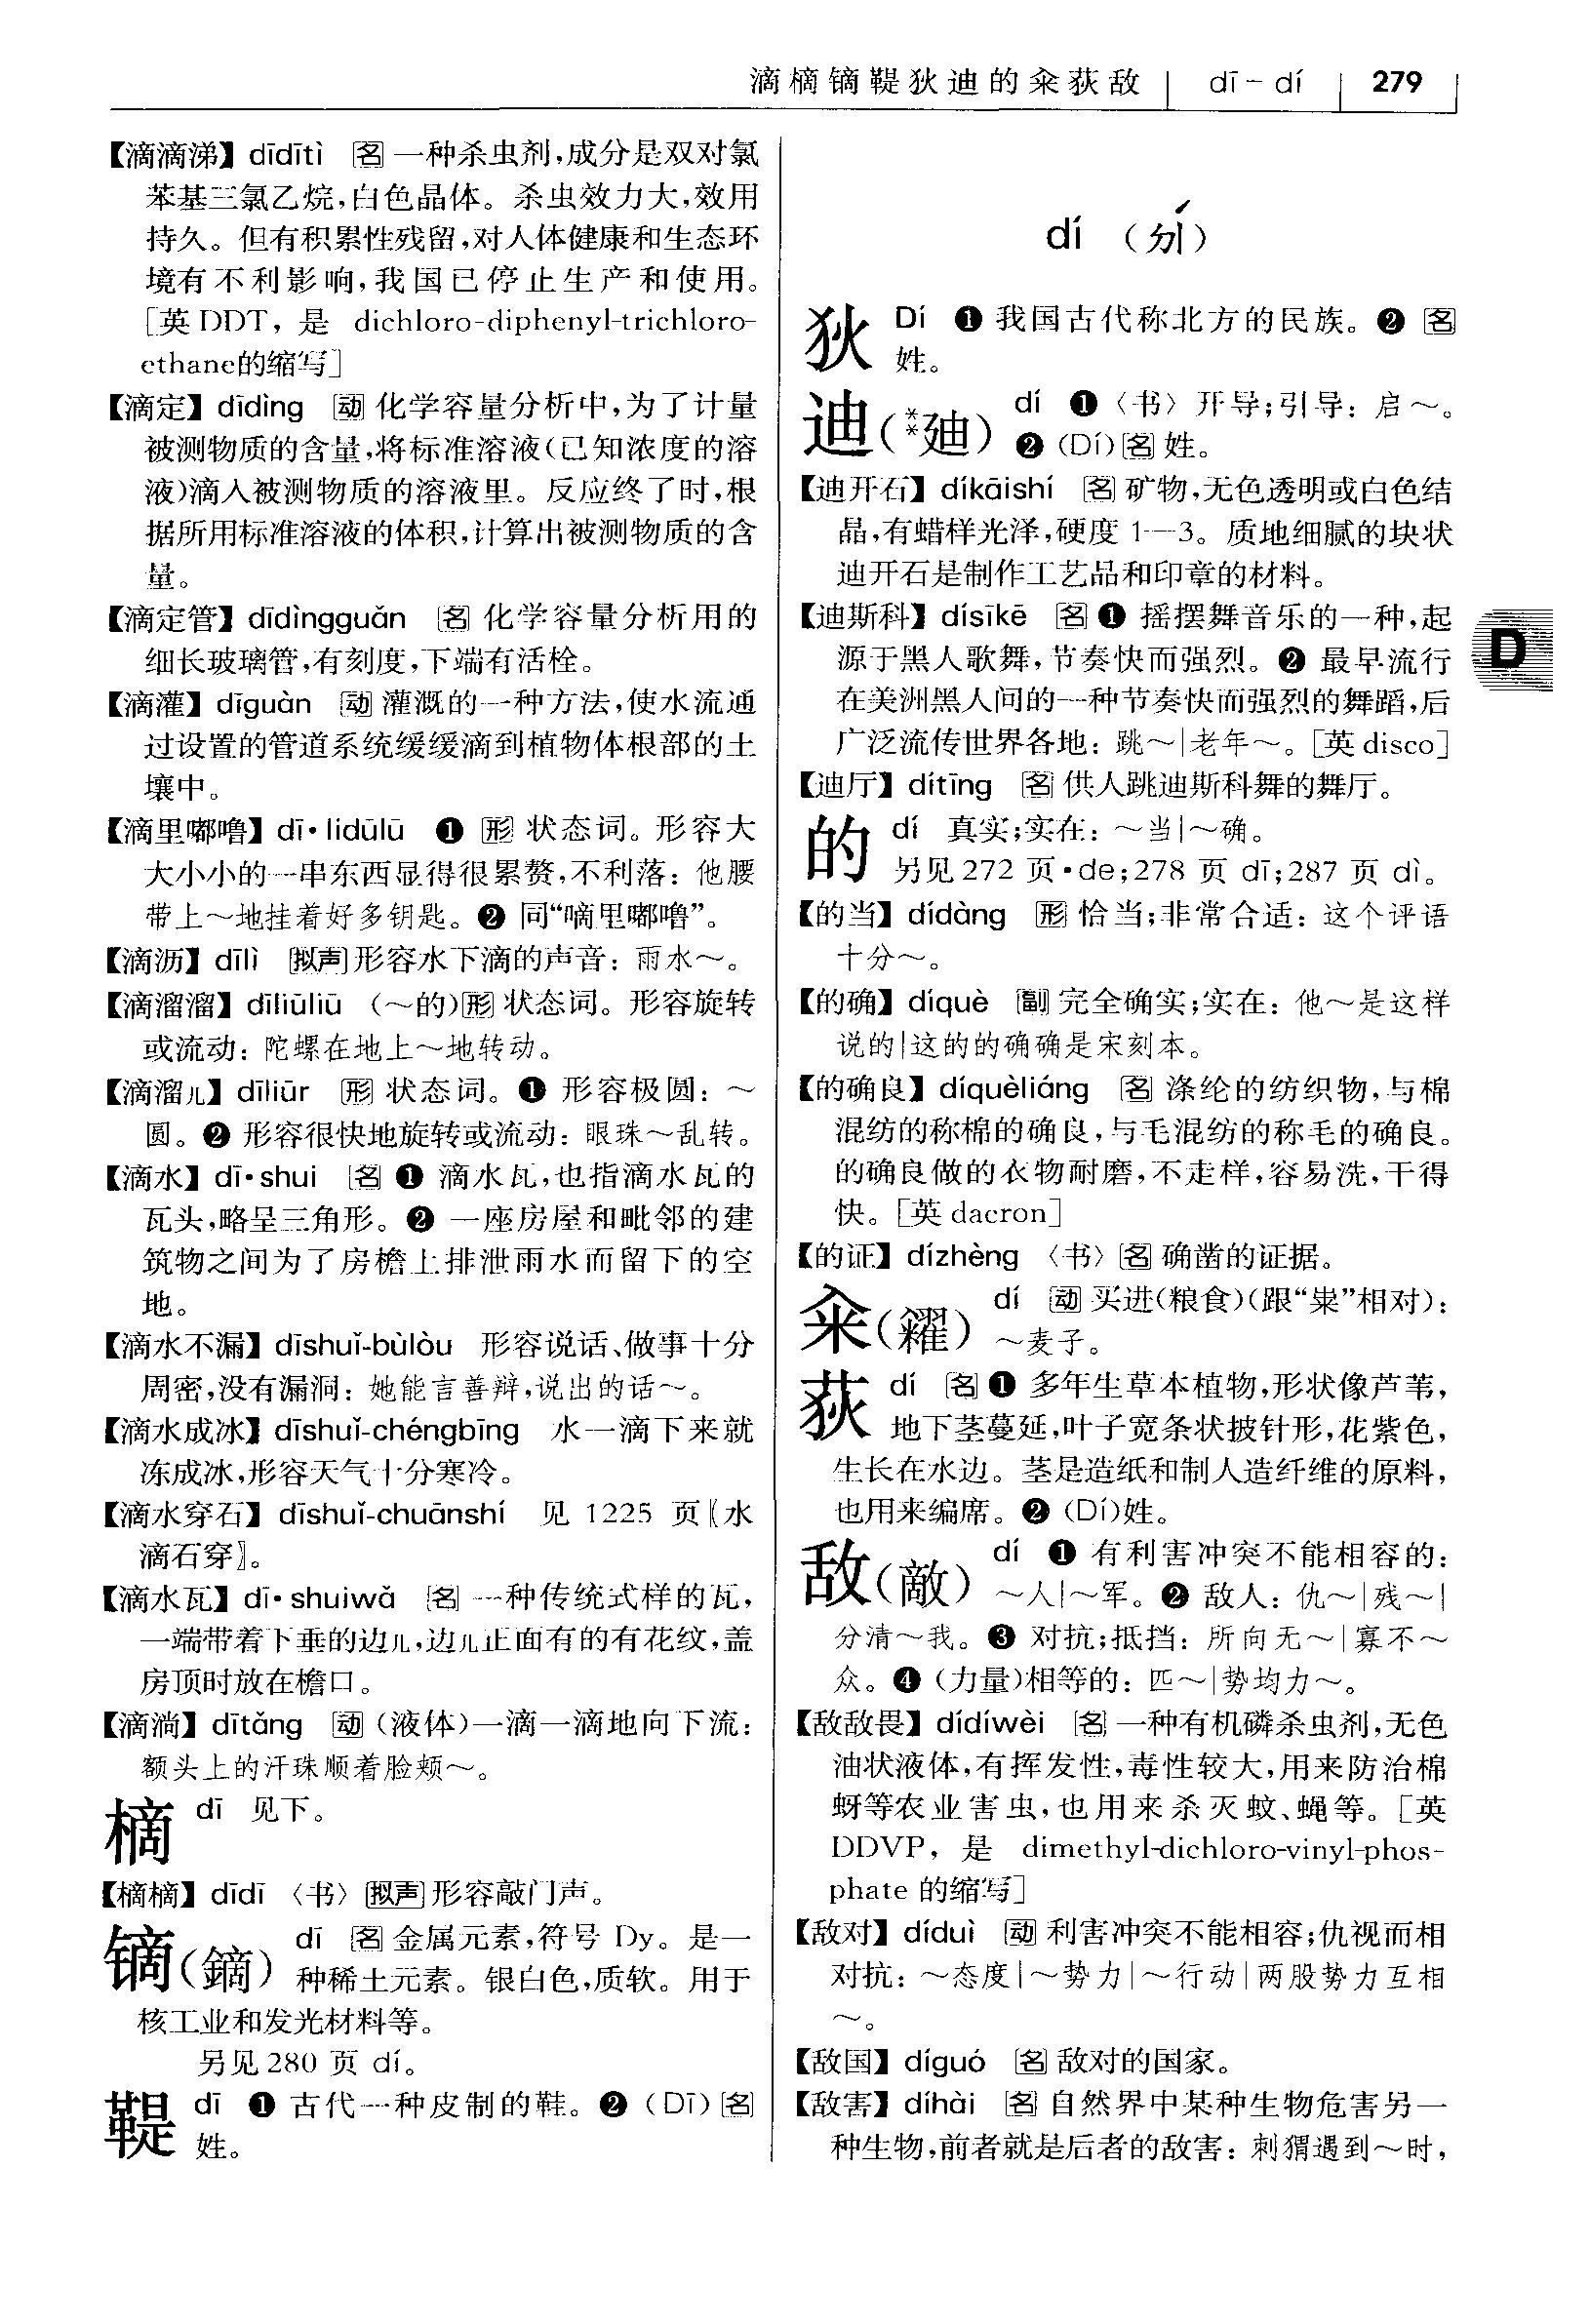 滴樀镝鞮狄迪的籴荻敌 dī－dí 279
【滴滴涕】dīdītì 名 一种杀虫剂，成分是双对氯
苯基三氯乙烷，白色晶体。杀虫效力大，效用
持久。但有积累性残留，对人体健康和生态环
境有不利影响，我国已停止生产和使用。
［英 DDT，是 dichloro-diphenyl-trichloro-
ethane的缩写］
【滴定】dīdìng 动 化学容量分析中，为了计量
被测物质的含量，将标准溶液（已知浓度的溶
液）滴入被测物质的溶液里。反应终了时，根
据所用标准溶液的体积，计算出被测物质的含
量。
【滴定管】dīdìngguǎn 名 化学容量分析用的
细长玻璃管，有刻度，下端有活栓。
【滴灌】dīguàn 动 灌溉的一种方法，使水流通
过设置的管道系统缓缓滴到植物体根部的土
壤中。
【滴里嘟噜】dī·lidūlū ❶ 形 状态词。形容大
大小小的一串东西显得很累赘，不利落：他腰
带上～地挂着好多钥匙。❷ 同“嘀里嘟噜”。
【滴沥】dīlì 拟声 形容水下滴的声音：雨水～。
【滴溜溜】dīliūliū （～的）形 状态词。形容旋转
或流动：陀螺在地上～地转动。
【滴溜儿】dīliūr 形 状态词。❶ 形容极圆：～
圆。❷ 形容很快地旋转或流动：眼珠～乱转。
【滴水】dī·shui 名 ❶ 滴水瓦，也指滴水瓦的
瓦头，略呈三角形。❷ 一座房屋和毗邻的建
筑物之间为了房檐上排泄雨水而留下的空
地。
【滴水不漏】dīshuǐ-bùlòu 形容说话、做事十分
周密，没有漏洞：她能言善辩，说出的话～。
【滴水成冰】dīshuǐ-chéngbīng 水一滴下来就
冻成冰，形容天气十分寒冷。
【滴水穿石】dīshuǐ-chuānshí 见 1225 页〖水
滴石穿〗。
【滴水瓦】dī·shuiwǎ 名 一种传统式样的瓦，
一端带着下垂的边儿，边儿正面有的有花纹，盖
房顶时放在檐口。
【滴淌】dītǎng 动（液体）一滴一滴地向下流：
额头上的汗珠顺着脸颊～。
樀 dī 见下。
【樀樀】dīdī 〈书〉拟声 形容敲门声。
镝（鏑） dī 名 金属元素，符号 Dy。是一
种稀土元素。银白色，质软。用于
核工业和发光材料等。
另见280 页 dí。
鞮 dī ❶ 古代一种皮制的鞋。❷（Dī）名
姓。
dí （ㄉㄧˊ）
狄 Dí ❶ 我国古代称北方的民族。❷ 名
姓。
迪（**廸） dí ❶〈书〉开导；引导：启～。
❷（Dí）名 姓。
【迪开石】díkāishí 名 矿物，无色透明或白色结
晶，有蜡样光泽，硬度 1—3。质地细腻的块状
迪开石是制作工艺品和印章的材料。
【迪斯科】dísīkē 名 ❶ 摇摆舞音乐的一种，起
源于黑人歌舞，节奏快而强烈。❷ 最早流行
在美洲黑人间的一种节奏快而强烈的舞蹈，后
广泛流传世界各地：跳～｜老年～。［英 disco］
【迪厅】dítīng 名 供人跳迪斯科舞的舞厅。
的 dí 真实；实在：～当｜～确。
另见272 页·de；278 页 dī；287 页 dì。
【的当】dídàng 形 恰当；非常合适：这个评语
十分～。
【的确】díquè 副 完全确实；实在：他～是这样
说的｜这的的确确是宋刻本。
【的确良】díquèliáng 名 涤纶的纺织物，与棉
混纺的称棉的确良，与毛混纺的称毛的确良。
的确良做的衣物耐磨，不走样，容易洗，干得
快。［英 dacron］
【的证】dízhèng 〈书〉名 确凿的证据。
籴（糴） dí 动 买进（粮食）（跟“粜”相对）：
～麦子。
荻 dí 名 ❶ 多年生草本植物，形状像芦苇，
地下茎蔓延，叶子宽条状披针形，花紫色，
生长在水边。茎是造纸和制人造纤维的原料，
也用来编席。❷（Dí）姓。
敌（敵） dí ❶ 有利害冲突不能相容的：
～人｜～军。❷ 敌人：仇～｜残～｜
分清～我。❸ 对抗；抵挡：所向无～｜寡不～
众。❹（力量）相等的：匹～｜势均力～。
【敌敌畏】dídíwèi 名 一种有机磷杀虫剂，无色
油状液体，有挥发性，毒性较大，用来防治棉
蚜等农业害虫，也用来杀灭蚊、蝇等。［英
DDVP，是 dimethyl-dichloro-vinyl-phos-
phate 的缩写］
【敌对】díduì 动 利害冲突不能相容；仇视而相
对抗：～态度｜～势力｜～行动｜两股势力互相
～。
【敌国】díguó 名 敌对的国家。
【敌害】díhài 名 自然界中某种生物危害另一
种生物，前者就是后者的敌害：刺猬遇到～时，
D